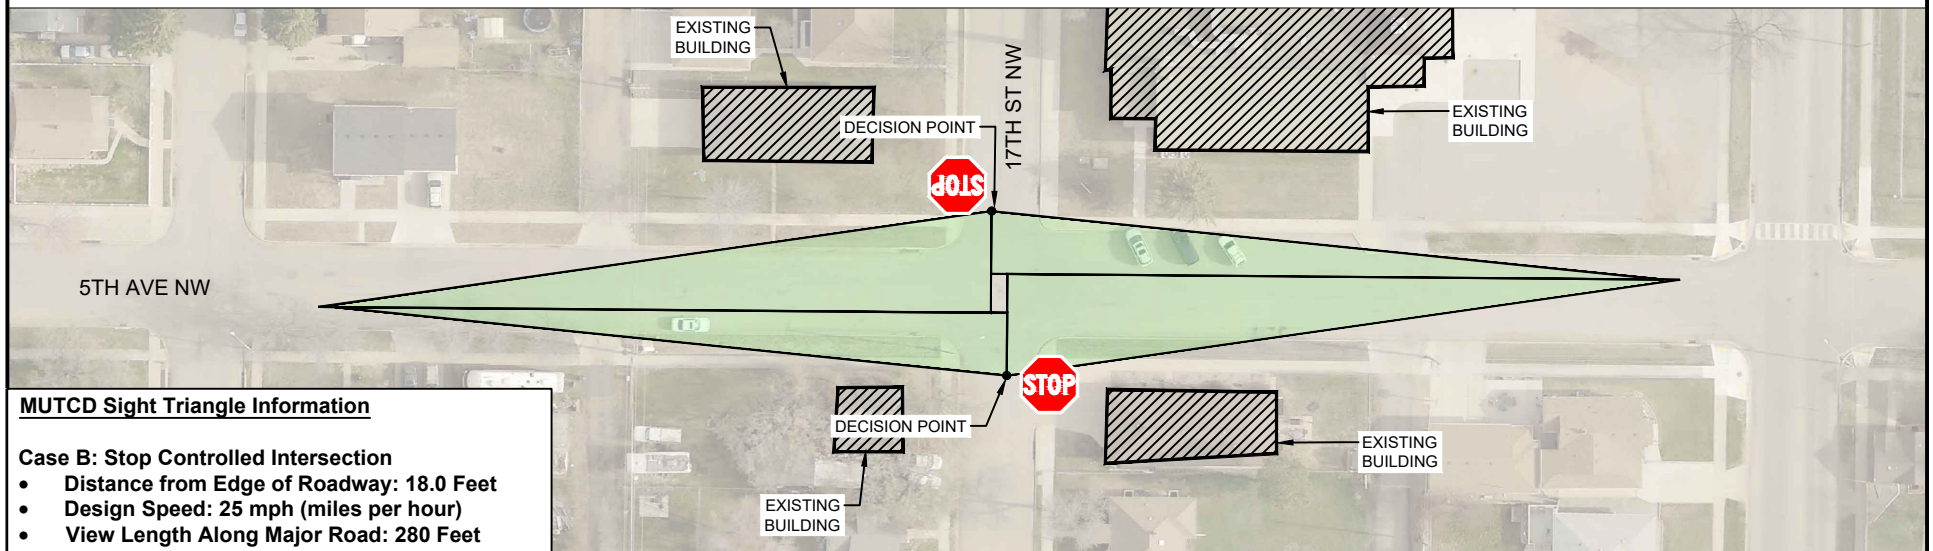 EXISTING
BUILDING
DECISION POINT
17TH ST NW
EXISTING
BUILDING
STOP
5TH AVE NW
STOP
DECISION POINT
EXISTING
BUILDING
EXISTING
BUILDING
MUTCD Sight Triangle Information
Case B: Stop Controlled Intersection
• Distance from Edge of Roadway: 18.0 Feet
• Design Speed: 25 mph (miles per hour)
• View Length Along Major Road: 280 Feet